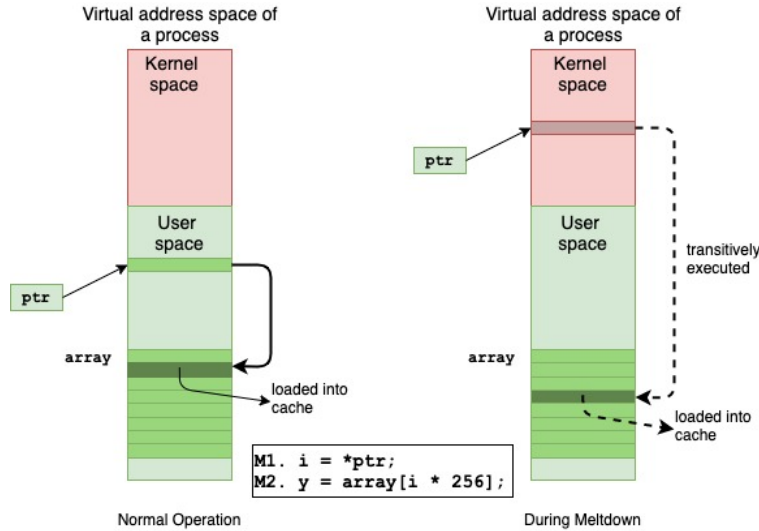 Virtual address space of
a process
Kernel
space
User
space
ptr
array
loaded into
cache
Normal Operation
Virtual address space of
a process
Kernel
space
ptr
User
space
transitively
executed
array
loaded into
cache
During Meltdown
M1. i = *ptr;
M2. y = array[i * 256];